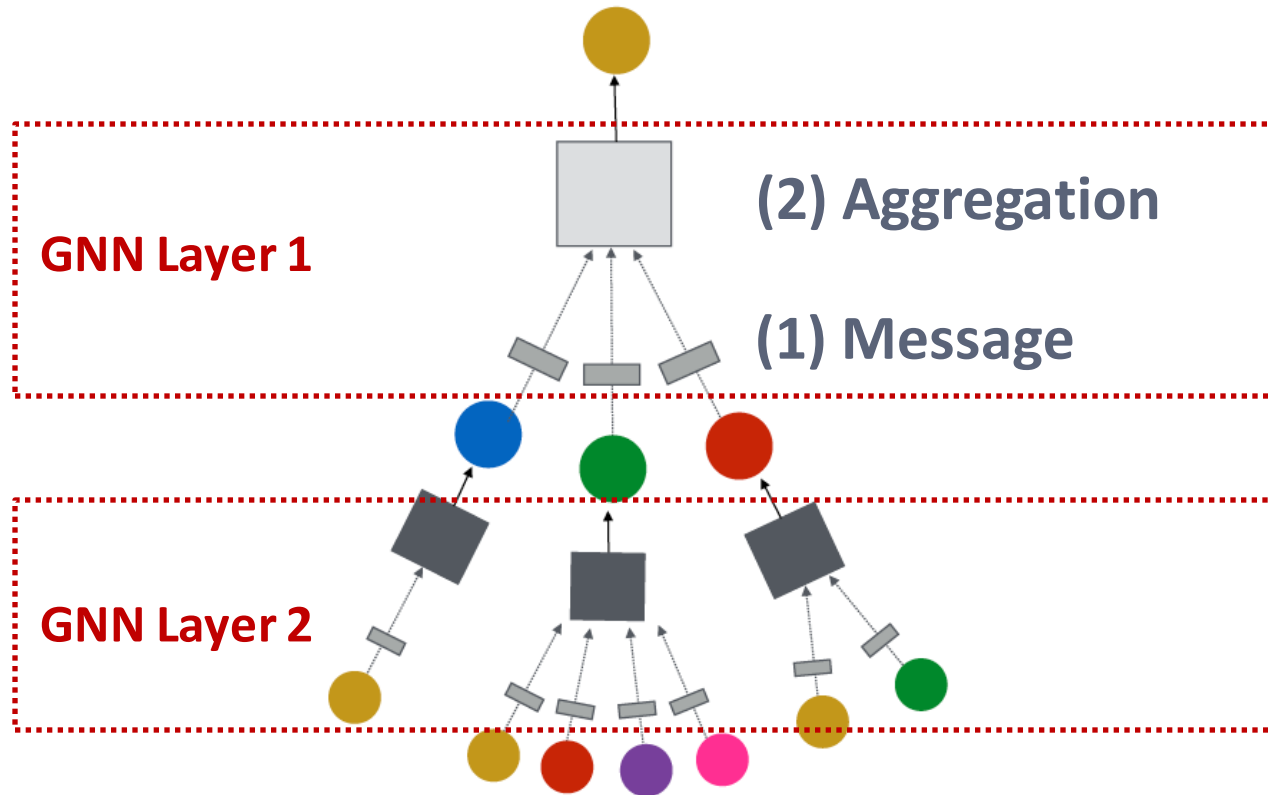 (2) Aggregation
GNN Layer 1
(1) Message
GNN Layer 2